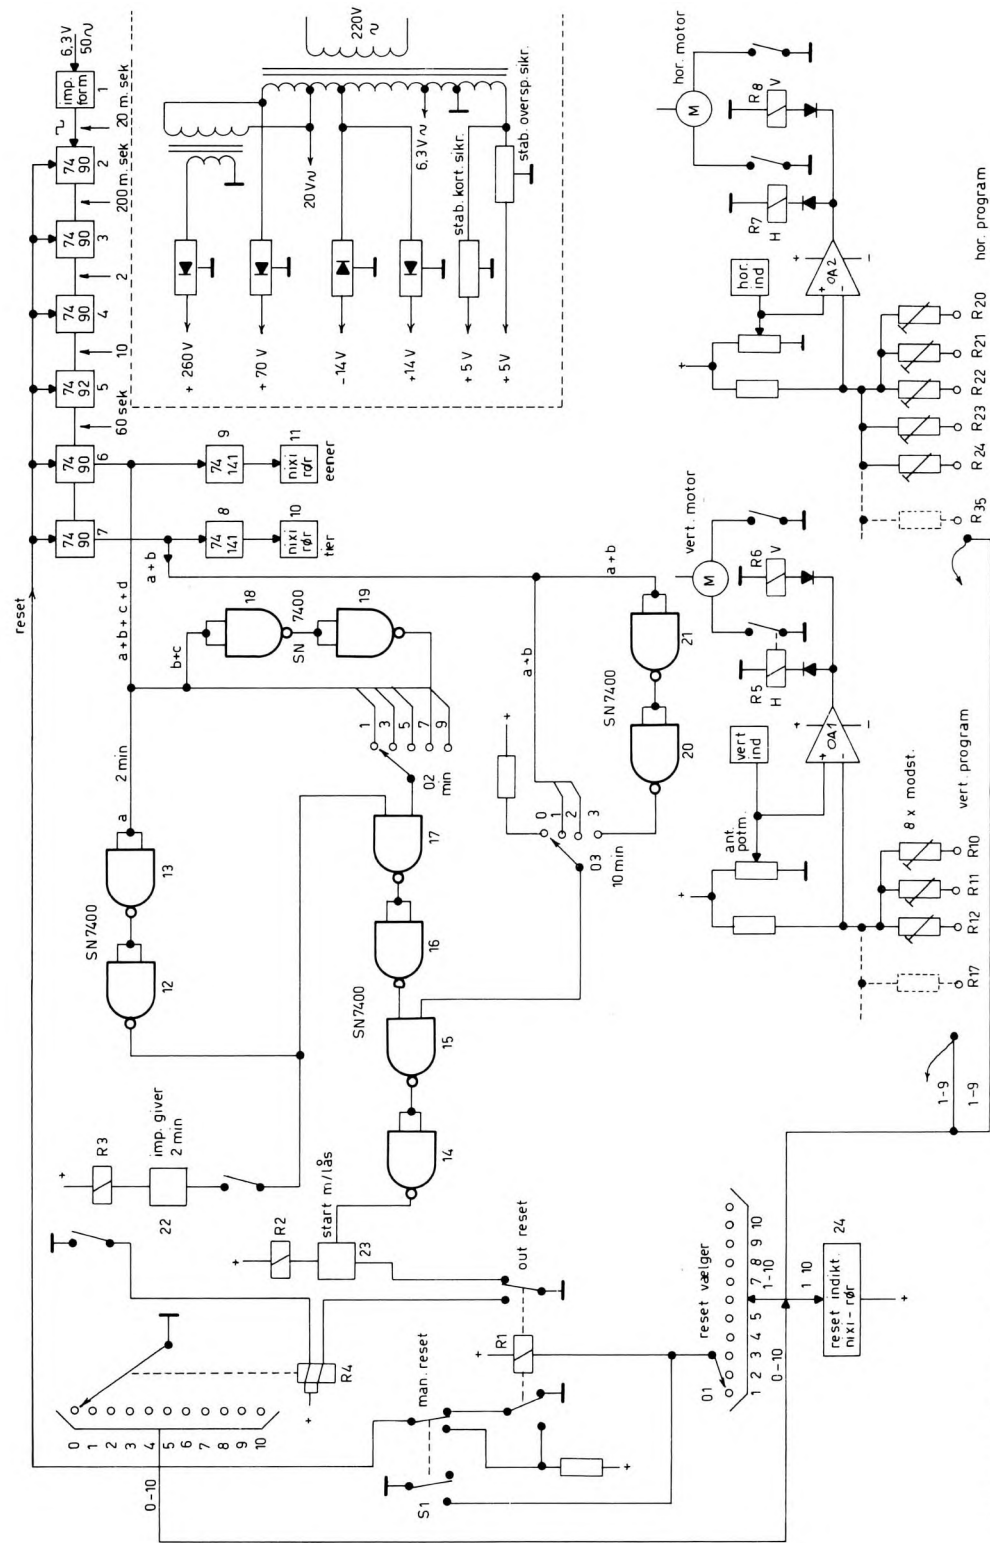 reset
6,3V
50∿
imp.
form
1
20 m. sek
74
90
2
200 m. sek
74
90
3
2
74
90
4
10
74
92
5
60 sek
74
90
6
74
90
7
74
141
9
nixi
rør
11
eener
74
141
8
nixi
rør
10
tier
220V
∿
+ 260V
+ 70 V
-14V
+14V
+ 5 V
+ 5V
20V∿
6,3V∿
stab. kort. sikr.
stab. oversp. sikr.
a+b+c+d
a+b
b+c
18
SN
7400
19
2 min
a
13
SN7400
12
1
3
5
7
9
02
min
17
16
SN7400
15
14
a+b
a+b
+
0
1
2
3
03
10 min
SN7400
21
20
+
R3
imp. giver
2 min
22
+
R2
start m/lås
23
0
1
2
3
4
5
6
7
8
9
10
0-10
R4
+
out reset
+
R1
man. reset
S1
+
reset vælger
01
1 2 3 4 5 6 7 8 9 10
0-10
1-10
1 10
reset indikt.
nixi - rør
24
+
1-9
1-9
vert. motor
M
R5
H
R6
V
+
ant.
potm.
vert
ind
+
-
OA1
+
-
8 x modst.
R17
R12
R11
R10
vert. program
hor. motor
M
R7
H
R8
V
+
hor.
ind
+
-
OA2
+
-
R35
R24
R23
R22
R21
R20
hor. program